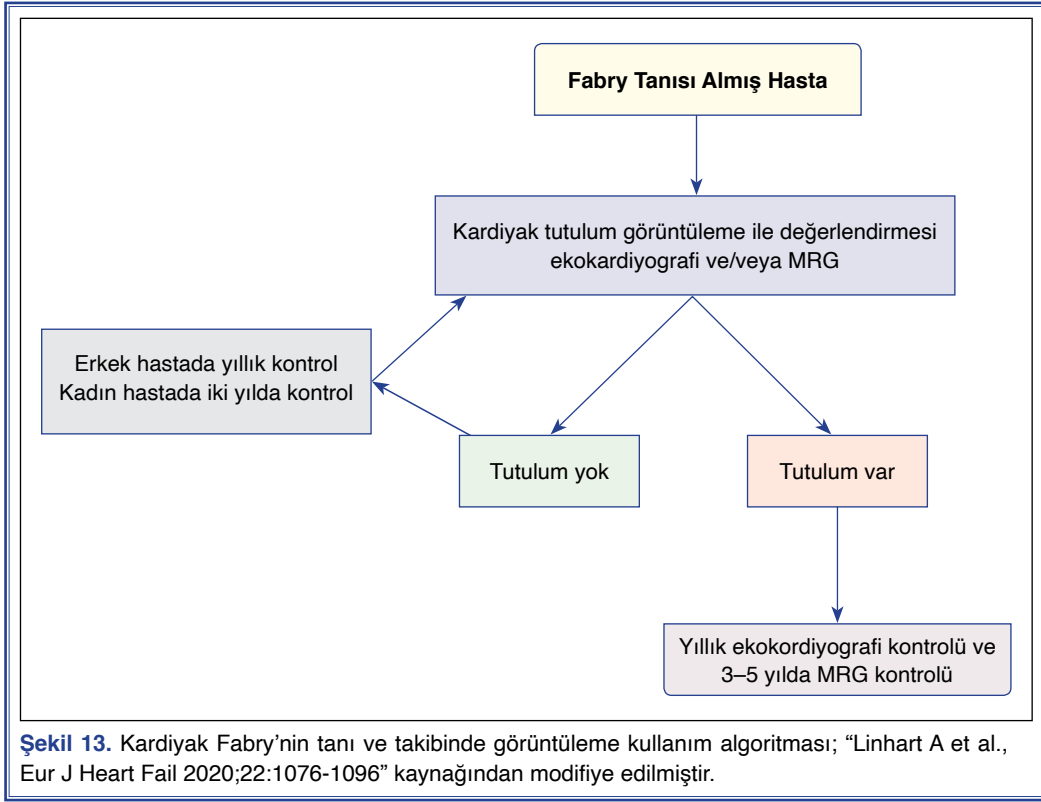 Fabry Tanısı Almış Hasta
Kardiyak tutulum görüntüleme ile değerlendirmesi
ekokardiyografi ve/veya MRG
Erkek hastada yıllık kontrol
Kadın hastada iki yılda kontrol
Tutulum yok
Tutulum var
Yıllık ekokordiyografi kontrolü ve
3–5 yılda MRG kontrolü
Şekil 13. Kardiyak Fabry’nin tanı ve takibinde görüntüleme kullanım algoritması; “Linhart A et al.,
Eur J Heart Fail 2020;22:1076-1096” kaynağından modifiye edilmiştir.